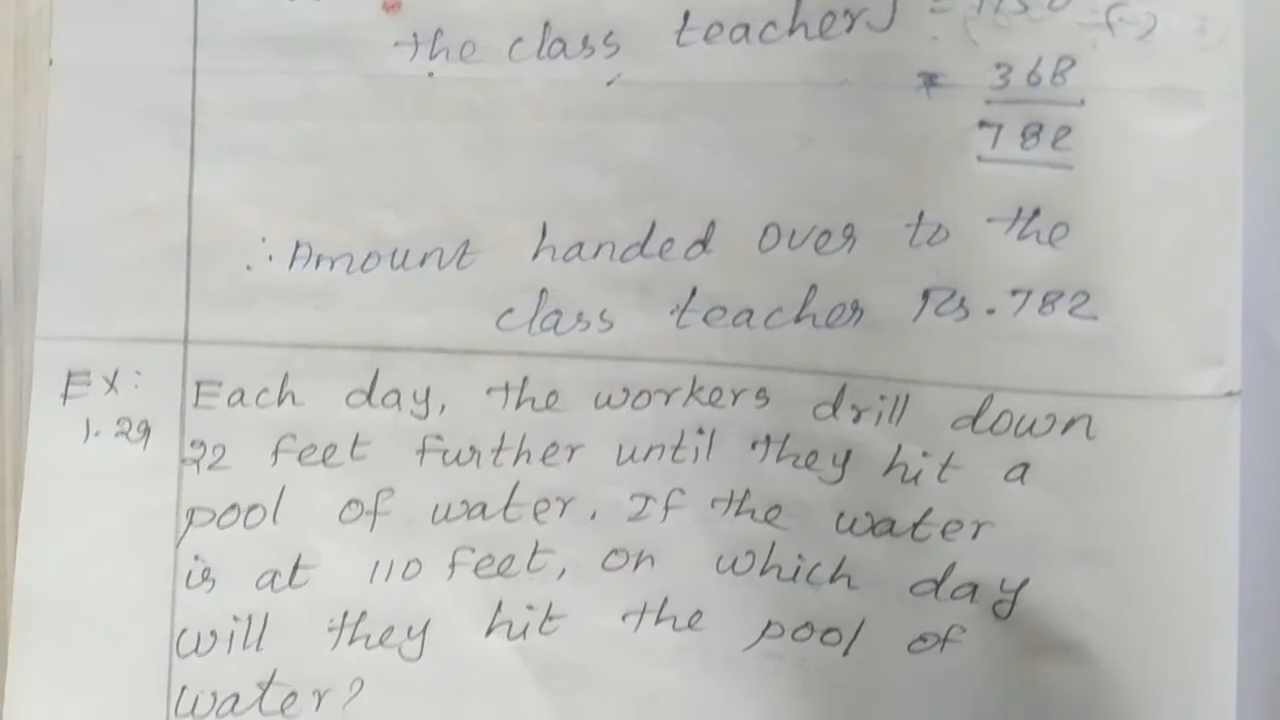 the class teacher] = 1150 (-)
368
782
∴ Amount handed over to the
class teacher Rs. 782
Ex: 1.29
Each day, the workers drill down
22 feet further until they hit a
pool of water. If the water
is at 110 feet, on which day
will they hit the pool of
water?